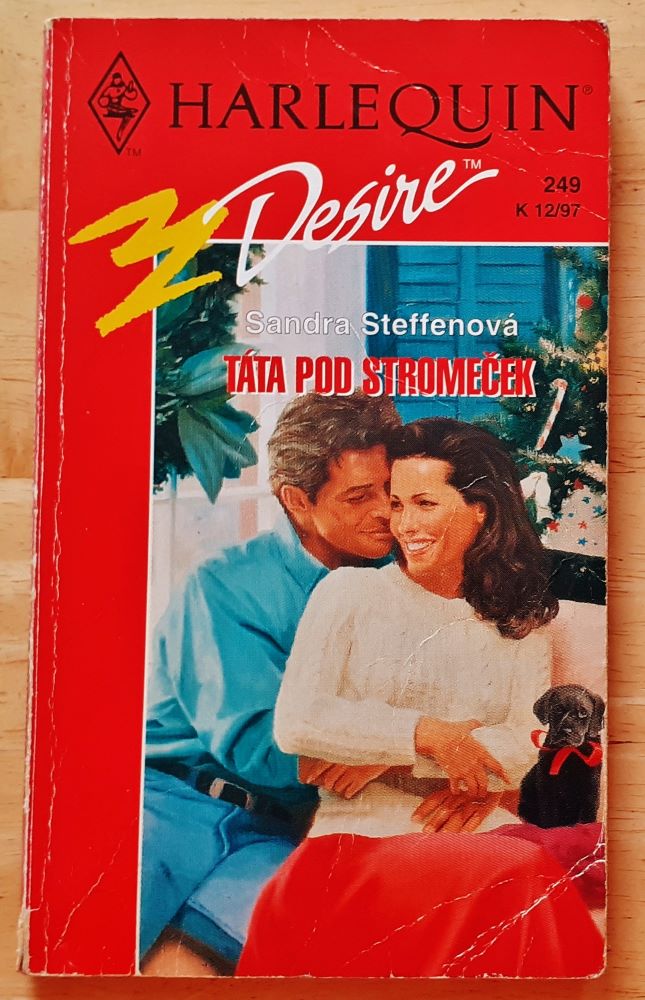 HARLEQUIN®
TM
Desire™
249
K 12/97
Sandra Steffenová
TÁTA POD STROMEČEK